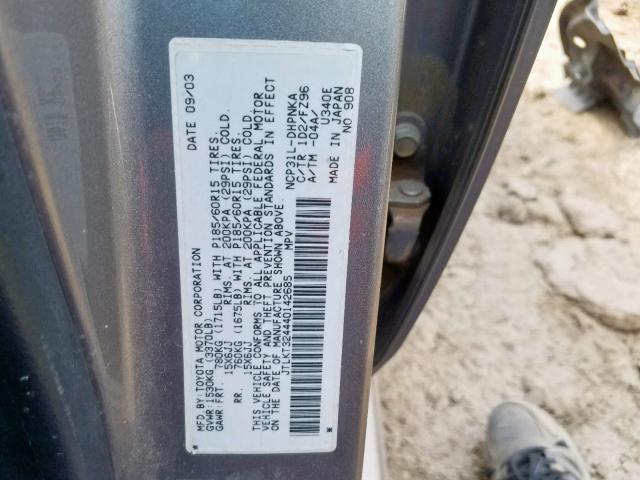 MFD BY:TOYOTA MOTOR CORPORATION DATE 09/03
GVWR:1530KG (3370LB)
GAWR:FRT. 780KG (1715LB) WITH P185/60R15 TIRES.
15X6JJ RIMS. AT 200KPA (29PSI) COLD.
RR. 760KG (1675LB) WITH P185/60R15 TIRES.
15X6JJ RIMS. AT 200KPA (29PSI) COLD.
THIS VEHICLE CONFORMS TO ALL APPLICABLE FEDERAL MOTOR
VEHICLE SAFETY AND THEFT PREVENTION STANDARDS IN EFFECT
ON THE DATE OF MANUFACTURE SHOWN ABOVE.
JTLKT324440142685 NCP31L-DHPNKA
MPV C/TR 1D2/FZ96
A/TM -04A/ U340E
MADE IN JAPAN
* * NO 908